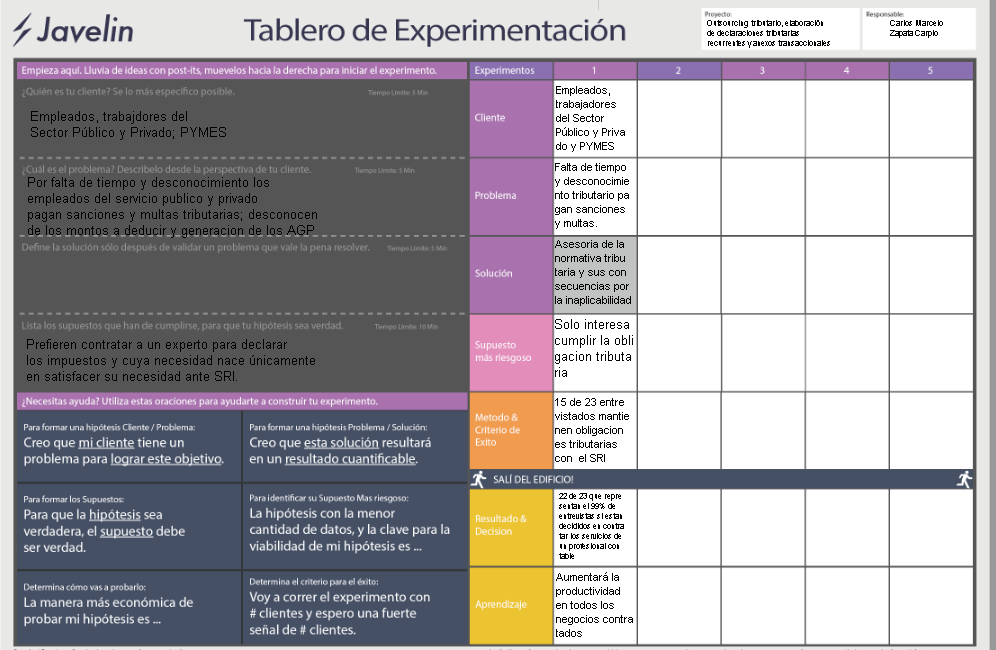 Javelin
Tablero de Experimentación
Proyecto:
Outsourcing tributario, elaboración
de declaraciones tributarias
recurrentes y anexos transaccionales
Responsable:
Carlos Marcelo
Zapata Carpio
Empieza aquí. Lluvia de ideas con post-its, muevelos hacia la derecha para iniciar el experimento.
Experimentos
1
2
3
4
5
¿Quién es tu cliente? Se lo más específico posible.
Tiempo Límite: 5 Min
Empleados, trabajdores del
Sector Público y Privado; PYMES
¿Cuál es el problema? Descríbelo desde la perspectiva de tu cliente.
Tiempo Límite: 5 Min
Por falta de tiempo y desconocimiento los
empleados del servicio publico y privado
pagan sanciones y multas tributarias; desconocen
de los montos a deducir y generacion de los AGP
Define la solución sólo después de validar un problema que vale la pena resolver.
Tiempo Límite: 5 Min
Lista los supuestos que han de cumplirse, para que tu hipótesis sea verdad.
Tiempo Límite: 10 Min
Prefieren contratar a un experto para declarar
los impuestos y cuya necesidad nace únicamente
en satisfacer su necesidad ante SRI.
¿Necesitas ayuda? Utiliza estas oraciones para ayudarte a construir tu experimento.
Para formar una hipótesis Cliente / Problema:
Creo que mi cliente tiene un
problema para lograr este objetivo.
Para formar una hipótesis Problema / Solución:
Creo que esta solución resultará
en un resultado cuantificable.
Para formar los Supuestos:
Para que la hipótesis sea
verdadera, el supuesto debe
ser verdad.
Para identificar su Supuesto Mas riesgoso:
La hipótesis con la menor
cantidad de datos, y la clave para la
viabilidad de mi hipótesis es ...
Determina cómo vas a probarlo:
La manera más económica de
probar mi hipótesis es ...
Determina el criterio para el éxito:
Voy a correr el experimento con
# clientes y espero una fuerte
señal de # clientes.
Cliente
Empleados,
trabajadores
del Sector
Público y Priva
do y PYMES
Problema
Falta de tiempo
y desconocimie
nto tributario pa
gan sanciones
y multas.
Solución
Asesoria de la
normativa tribu
taria y sus con
secuencias por
la inaplicabilidad
Supuesto
más riesgoso
Solo interesa
cumplir la obli
gacion tributa
ria
Metodo &
Criterio de
Exito
15 de 23 entre
vistados mantie
nen obligacion
es tributarias
con el SRI
SALÍ DEL EDIFICIO!
Resultado &
Decision
22 de 23 que repre
sentan el 99% de
entrevistas si estan
decididos en contra
tar los servicios de
un profesional con
table
Aprendizaje
Aumentará la
productividad
en todos los
negocios contra
tados